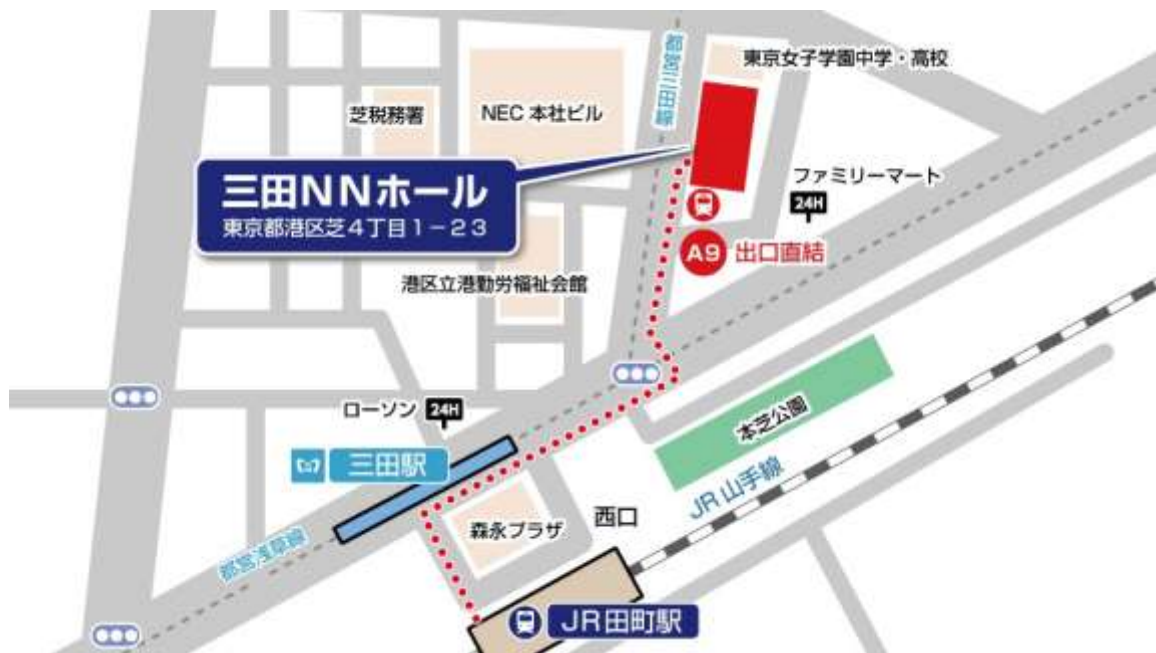 東京女子学園中学・高校
都営三田線
芝税務署
NEC 本社ビル
三田NNホール
東京都港区芝4丁目1－23
ファミリーマート
24H
A9 出口直結
港区立港勤労福祉会館
ローソン 24H
三田駅
本芝公園
JR 山手線
西口
森永プラザ
都営浅草線
JR田町駅